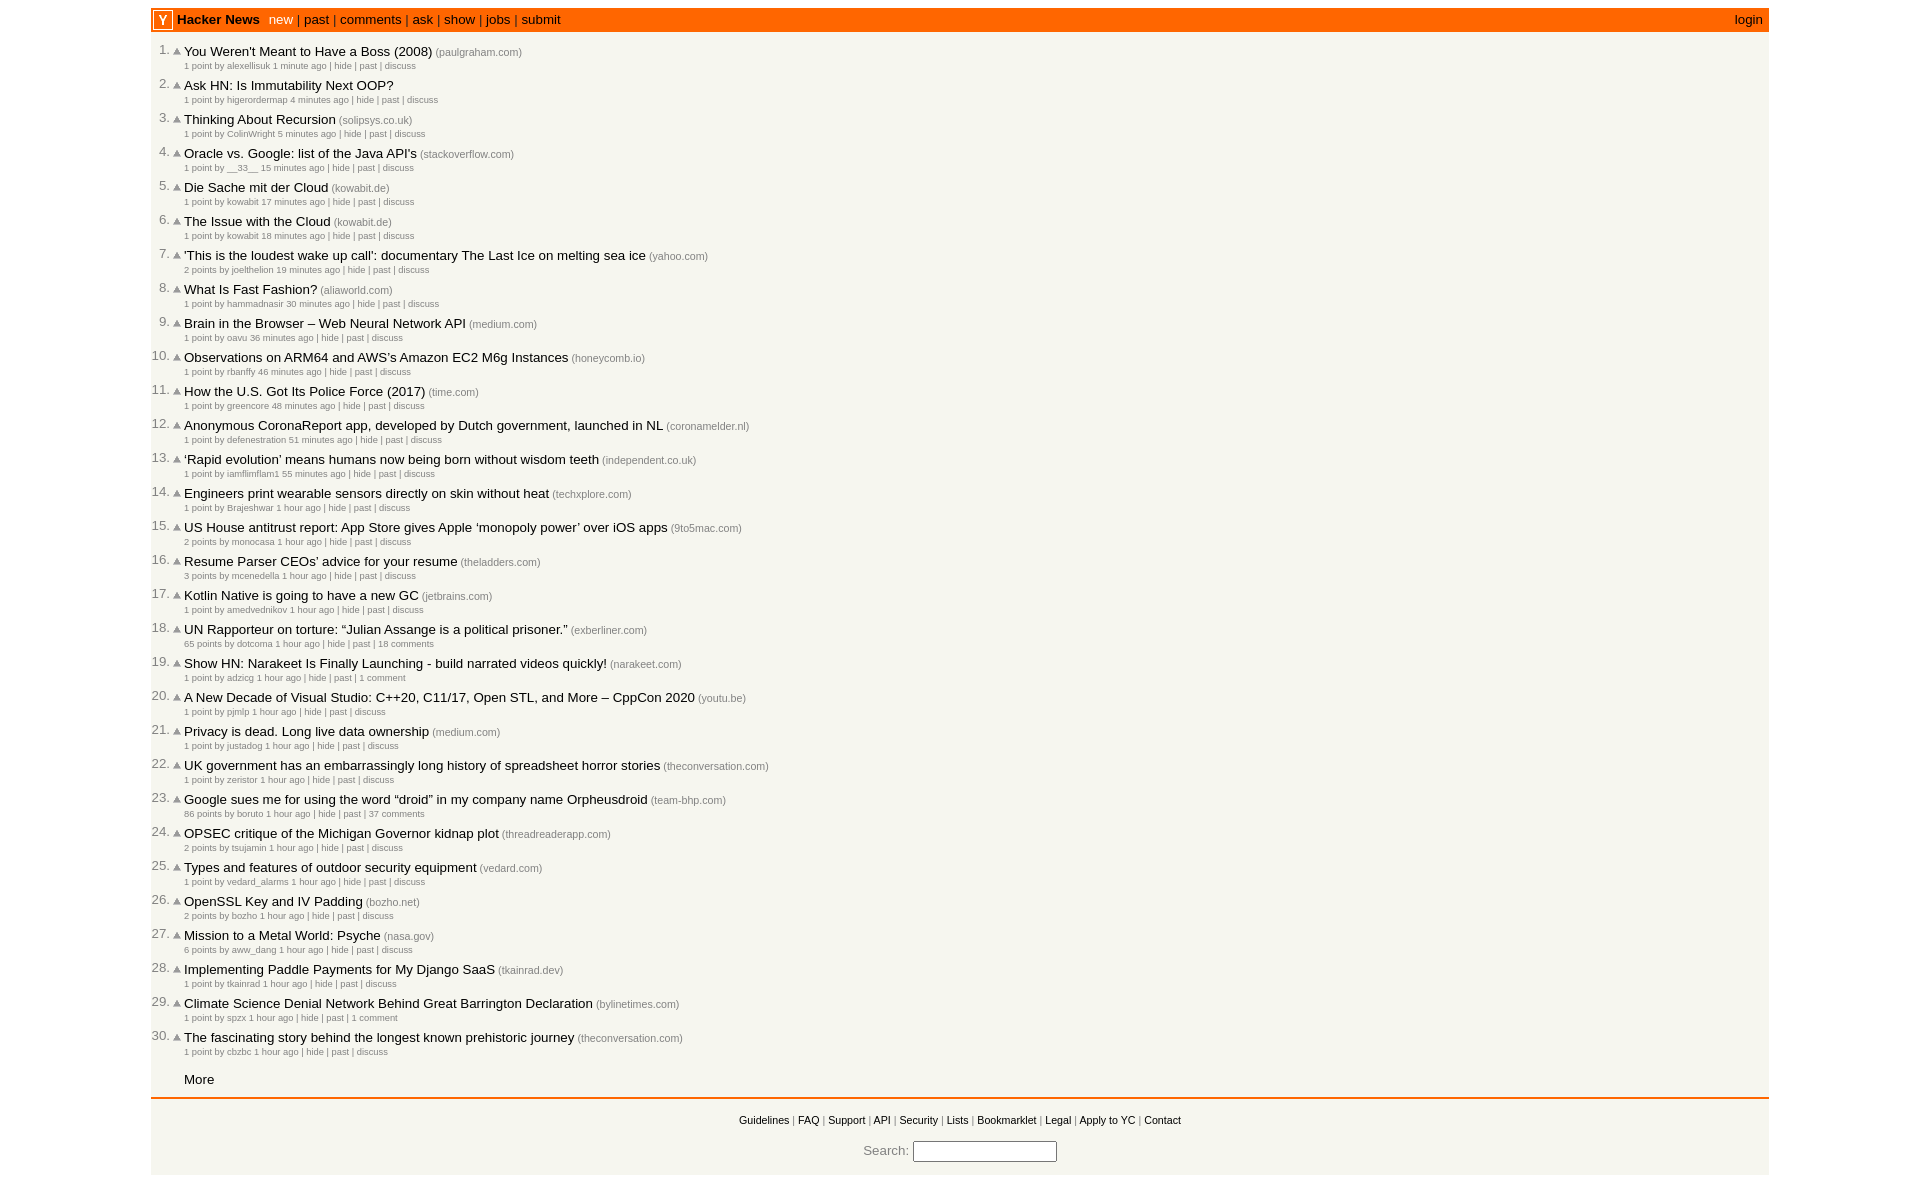 Y Hacker News new | past | comments | ask | show | jobs | submit login
1. You Weren't Meant to Have a Boss (2008) (paulgraham.com)
1 point by alexellisuk 1 minute ago | hide | past | discuss
2. Ask HN: Is Immutability Next OOP?
1 point by higerordermap 4 minutes ago | hide | past | discuss
3. Thinking About Recursion (solipsys.co.uk)
1 point by ColinWright 5 minutes ago | hide | past | discuss
4. Oracle vs. Google: list of the Java API's (stackoverflow.com)
1 point by __33__ 15 minutes ago | hide | past | discuss
5. Die Sache mit der Cloud (kowabit.de)
1 point by kowabit 17 minutes ago | hide | past | discuss
6. The Issue with the Cloud (kowabit.de)
1 point by kowabit 18 minutes ago | hide | past | discuss
7. 'This is the loudest wake up call': documentary The Last Ice on melting sea ice (yahoo.com)
2 points by joelthelion 19 minutes ago | hide | past | discuss
8. What Is Fast Fashion? (aliaworld.com)
1 point by hammadnasir 30 minutes ago | hide | past | discuss
9. Brain in the Browser – Web Neural Network API (medium.com)
1 point by oavu 36 minutes ago | hide | past | discuss
10. Observations on ARM64 and AWS’s Amazon EC2 M6g Instances (honeycomb.io)
1 point by rbanffy 46 minutes ago | hide | past | discuss
11. How the U.S. Got Its Police Force (2017) (time.com)
1 point by greencore 48 minutes ago | hide | past | discuss
12. Anonymous CoronaReport app, developed by Dutch government, launched in NL (coronamelder.nl)
1 point by defenestration 51 minutes ago | hide | past | discuss
13. ‘Rapid evolution’ means humans now being born without wisdom teeth (independent.co.uk)
1 point by iamflimflam1 55 minutes ago | hide | past | discuss
14. Engineers print wearable sensors directly on skin without heat (techxplore.com)
1 point by Brajeshwar 1 hour ago | hide | past | discuss
15. US House antitrust report: App Store gives Apple ‘monopoly power’ over iOS apps (9to5mac.com)
2 points by monocasa 1 hour ago | hide | past | discuss
16. Resume Parser CEOs’ advice for your resume (theladders.com)
3 points by mcenedella 1 hour ago | hide | past | discuss
17. Kotlin Native is going to have a new GC (jetbrains.com)
1 point by amedvednikov 1 hour ago | hide | past | discuss
18. UN Rapporteur on torture: “Julian Assange is a political prisoner.” (exberliner.com)
65 points by dotcoma 1 hour ago | hide | past | 18 comments
19. Show HN: Narakeet Is Finally Launching - build narrated videos quickly! (narakeet.com)
1 point by adzicg 1 hour ago | hide | past | 1 comment
20. A New Decade of Visual Studio: C++20, C11/17, Open STL, and More – CppCon 2020 (youtu.be)
1 point by pjmlp 1 hour ago | hide | past | discuss
21. Privacy is dead. Long live data ownership (medium.com)
1 point by justadog 1 hour ago | hide | past | discuss
22. UK government has an embarrassingly long history of spreadsheet horror stories (theconversation.com)
1 point by zeristor 1 hour ago | hide | past | discuss
23. Google sues me for using the word “droid” in my company name Orpheusdroid (team-bhp.com)
86 points by boruto 1 hour ago | hide | past | 37 comments
24. OPSEC critique of the Michigan Governor kidnap plot (threadreaderapp.com)
2 points by tsujamin 1 hour ago | hide | past | discuss
25. Types and features of outdoor security equipment (vedard.com)
1 point by vedard_alarms 1 hour ago | hide | past | discuss
26. OpenSSL Key and IV Padding (bozho.net)
2 points by bozho 1 hour ago | hide | past | discuss
27. Mission to a Metal World: Psyche (nasa.gov)
6 points by aww_dang 1 hour ago | hide | past | discuss
28. Implementing Paddle Payments for My Django SaaS (tkainrad.dev)
1 point by tkainrad 1 hour ago | hide | past | discuss
29. Climate Science Denial Network Behind Great Barrington Declaration (bylinetimes.com)
1 point by spzx 1 hour ago | hide | past | 1 comment
30. The fascinating story behind the longest known prehistoric journey (theconversation.com)
1 point by cbzbc 1 hour ago | hide | past | discuss
More
Guidelines | FAQ | Support | API | Security | Lists | Bookmarklet | Legal | Apply to YC | Contact
Search: